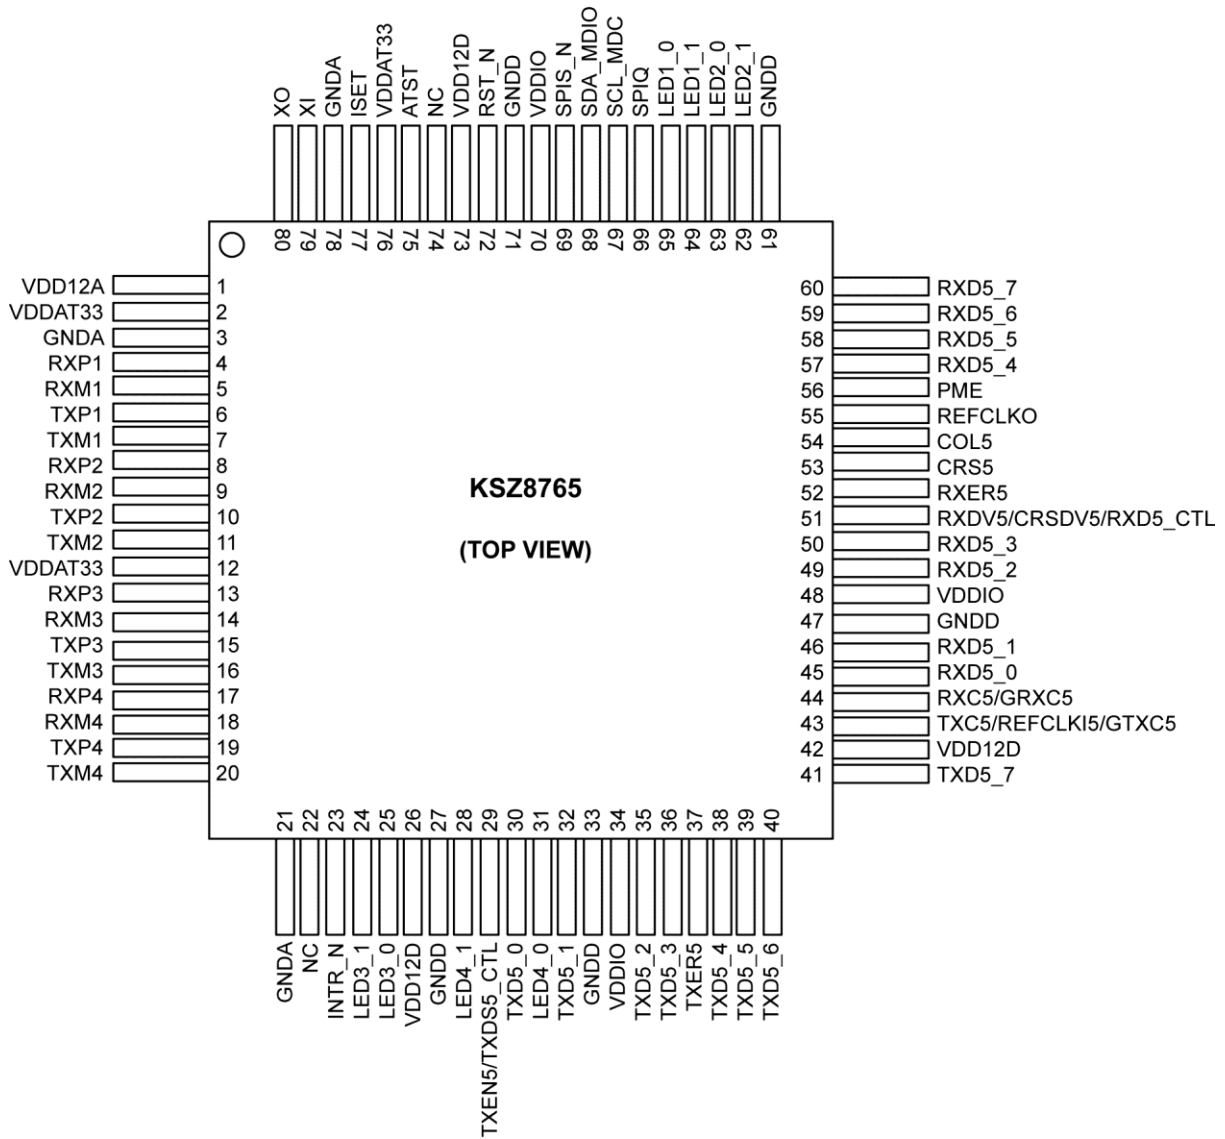 XO
XI
GNDA
ISET
VDDAT33
ATST
NC
VDD12D
RST_N
GNDD
VDDIO
SPIS_N
SDA_MDIO
SCL_MDC
SPIQ
LED1_0
LED1_1
LED2_0
LED2_1
GNDD
80 79 78 77 76 75 74 73 72 71 70 69 68 67 66 65 64 63 62 61
VDD12A 1
VDDAT33 2
GNDA 3
RXP1 4
RXM1 5
TXP1 6
TXM1 7
RXP2 8
RXM2 9
TXP2 10
TXM2 11
VDDAT33 12
RXP3 13
RXM3 14
TXP3 15
TXM3 16
RXP4 17
RXM4 18
TXP4 19
TXM4 20
KSZ8765
(TOP VIEW)
60 RXD5_7
59 RXD5_6
58 RXD5_5
57 RXD5_4
56 PME
55 REFCLKO
54 COL5
53 CRS5
52 RXER5
51 RXDV5/CRSDV5/RXD5_CTL
50 RXD5_3
49 RXD5_2
48 VDDIO
47 GNDD
46 RXD5_1
45 RXD5_0
44 RXC5/GRXC5
43 TXC5/REFCLKI5/GTXC5
42 VDD12D
41 TXD5_7
21 22 23 24 25 26 27 28 29 30 31 32 33 34 35 36 37 38 39 40
GNDA
NC
INTR_N
LED3_1
LED3_0
VDD12D
GNDD
LED4_1
TXEN5/TXDS5_CTL
TXD5_0
LED4_0
TXD5_1
GNDD
VDDIO
TXD5_2
TXD5_3
TXER5
TXD5_4
TXD5_5
TXD5_6